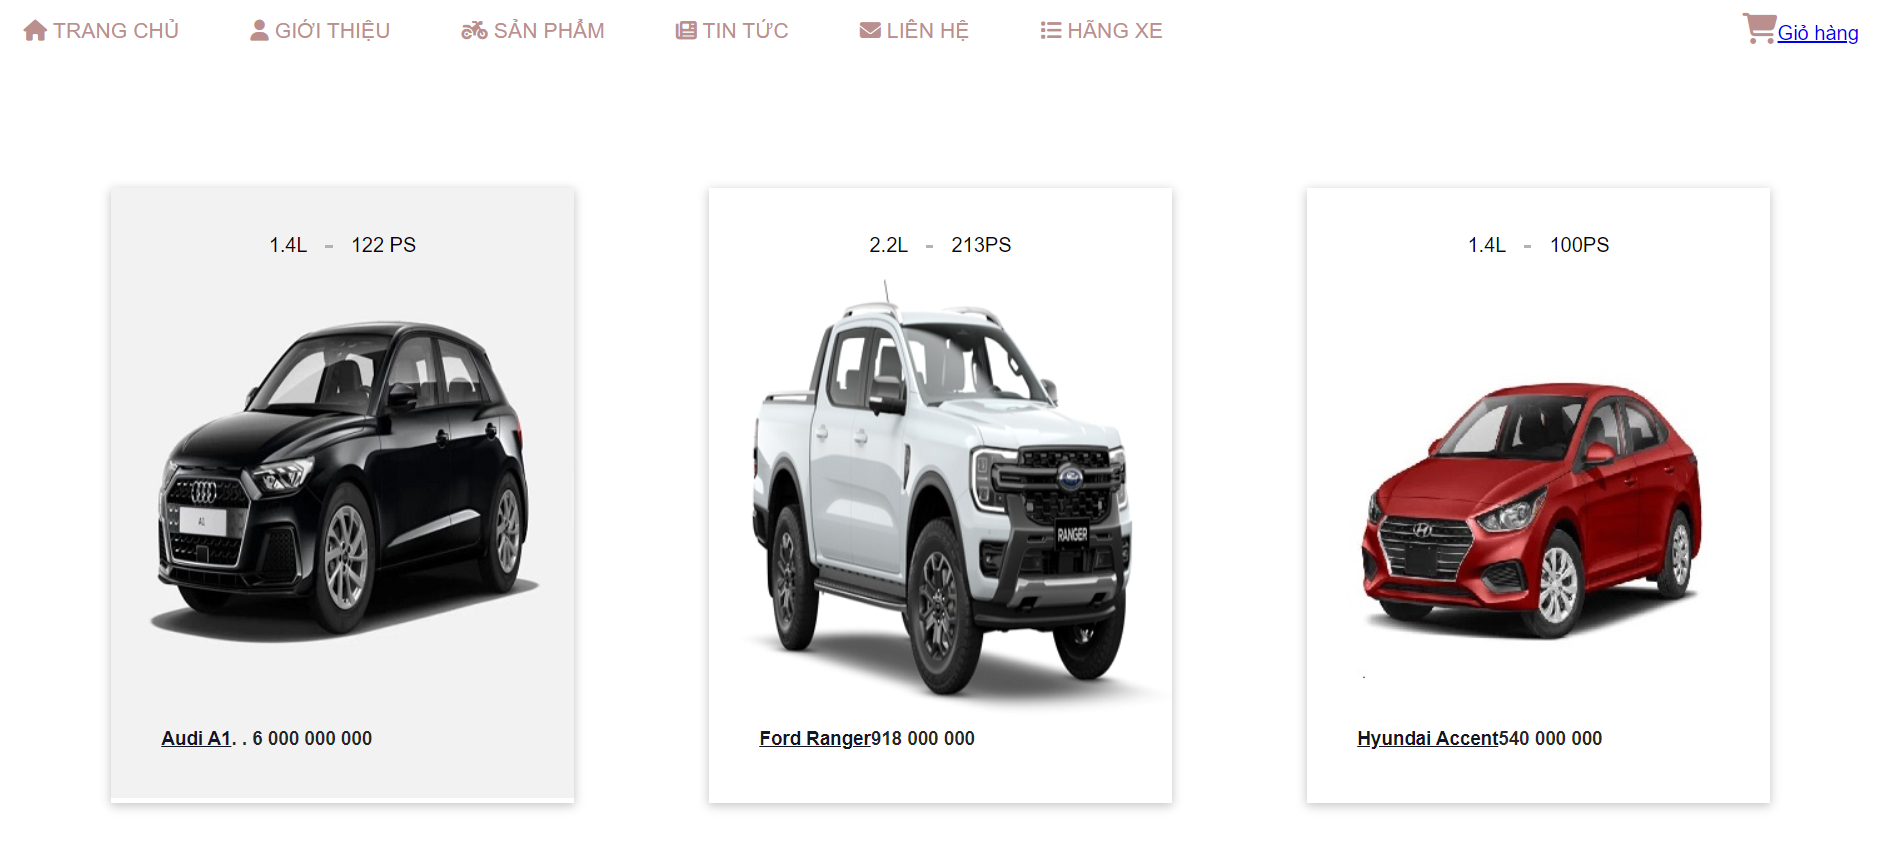 TRANG CHỦ GIỚI THIỆU SẢN PHẨM TIN TỨC LIÊN HỆ HÃNG XE Giỏ hàng
1.4L - 122 PS
A1
Audi A1. . 6 000 000 000
2.2L - 213PS
RANGER
Ford Ranger918 000 000
1.4L - 100PS
.
Hyundai Accent540 000 000